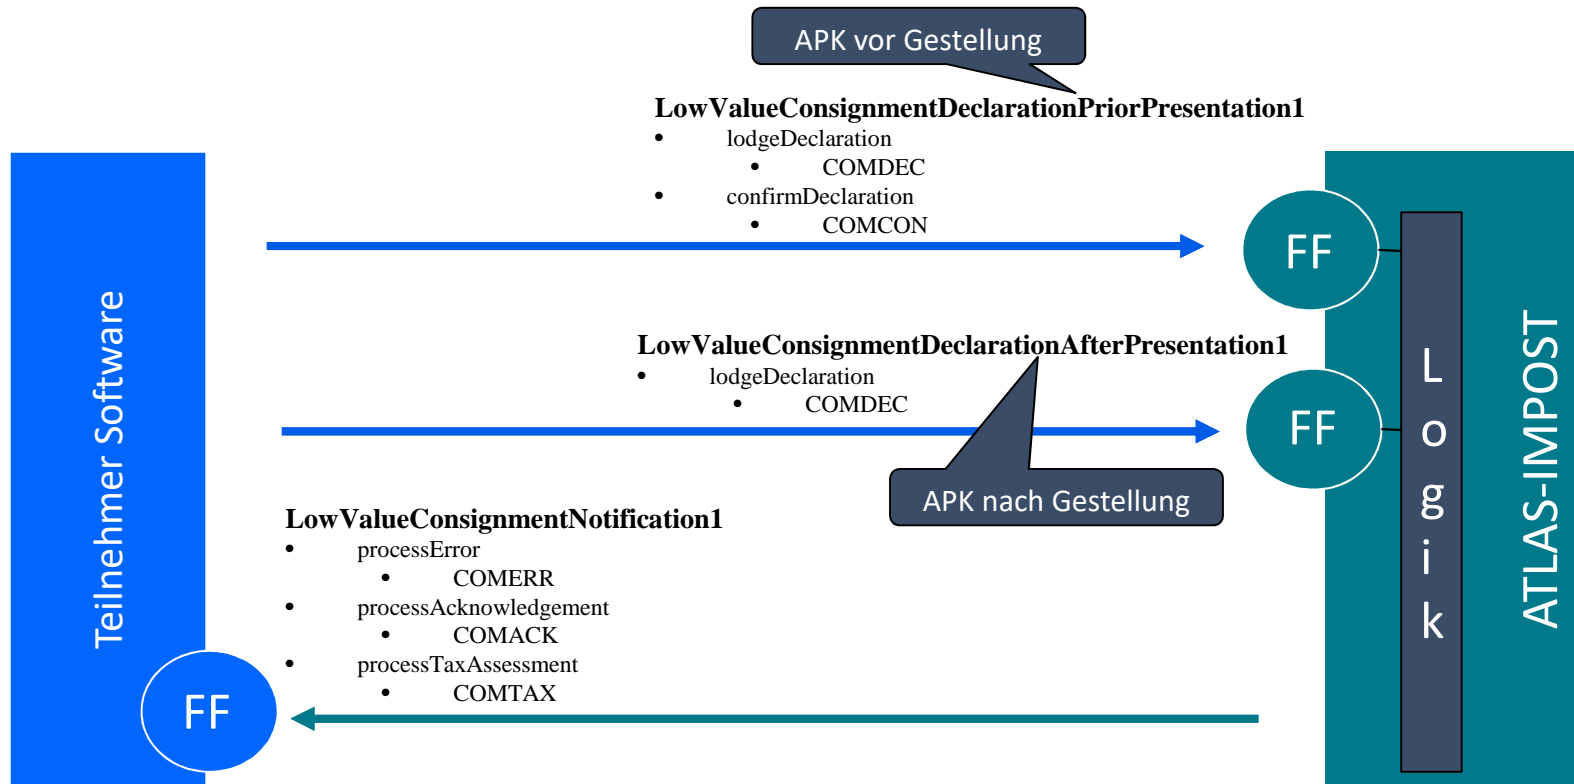 APK vor Gestellung
LowValueConsignmentDeclarationPriorPresentation1
• lodgeDeclaration
• COMDEC
• confirmDeclaration
• COMCON
Teilnehmer Software
FF
LowValueConsignmentDeclarationAfterPresentation1
• lodgeDeclaration
• COMDEC
FF
APK nach Gestellung
Logik
ATLAS-IMPOST
LowValueConsignmentNotification1
• processError
• COMERR
• processAcknowledgement
• COMACK
• processTaxAssessment
• COMTAX
FF